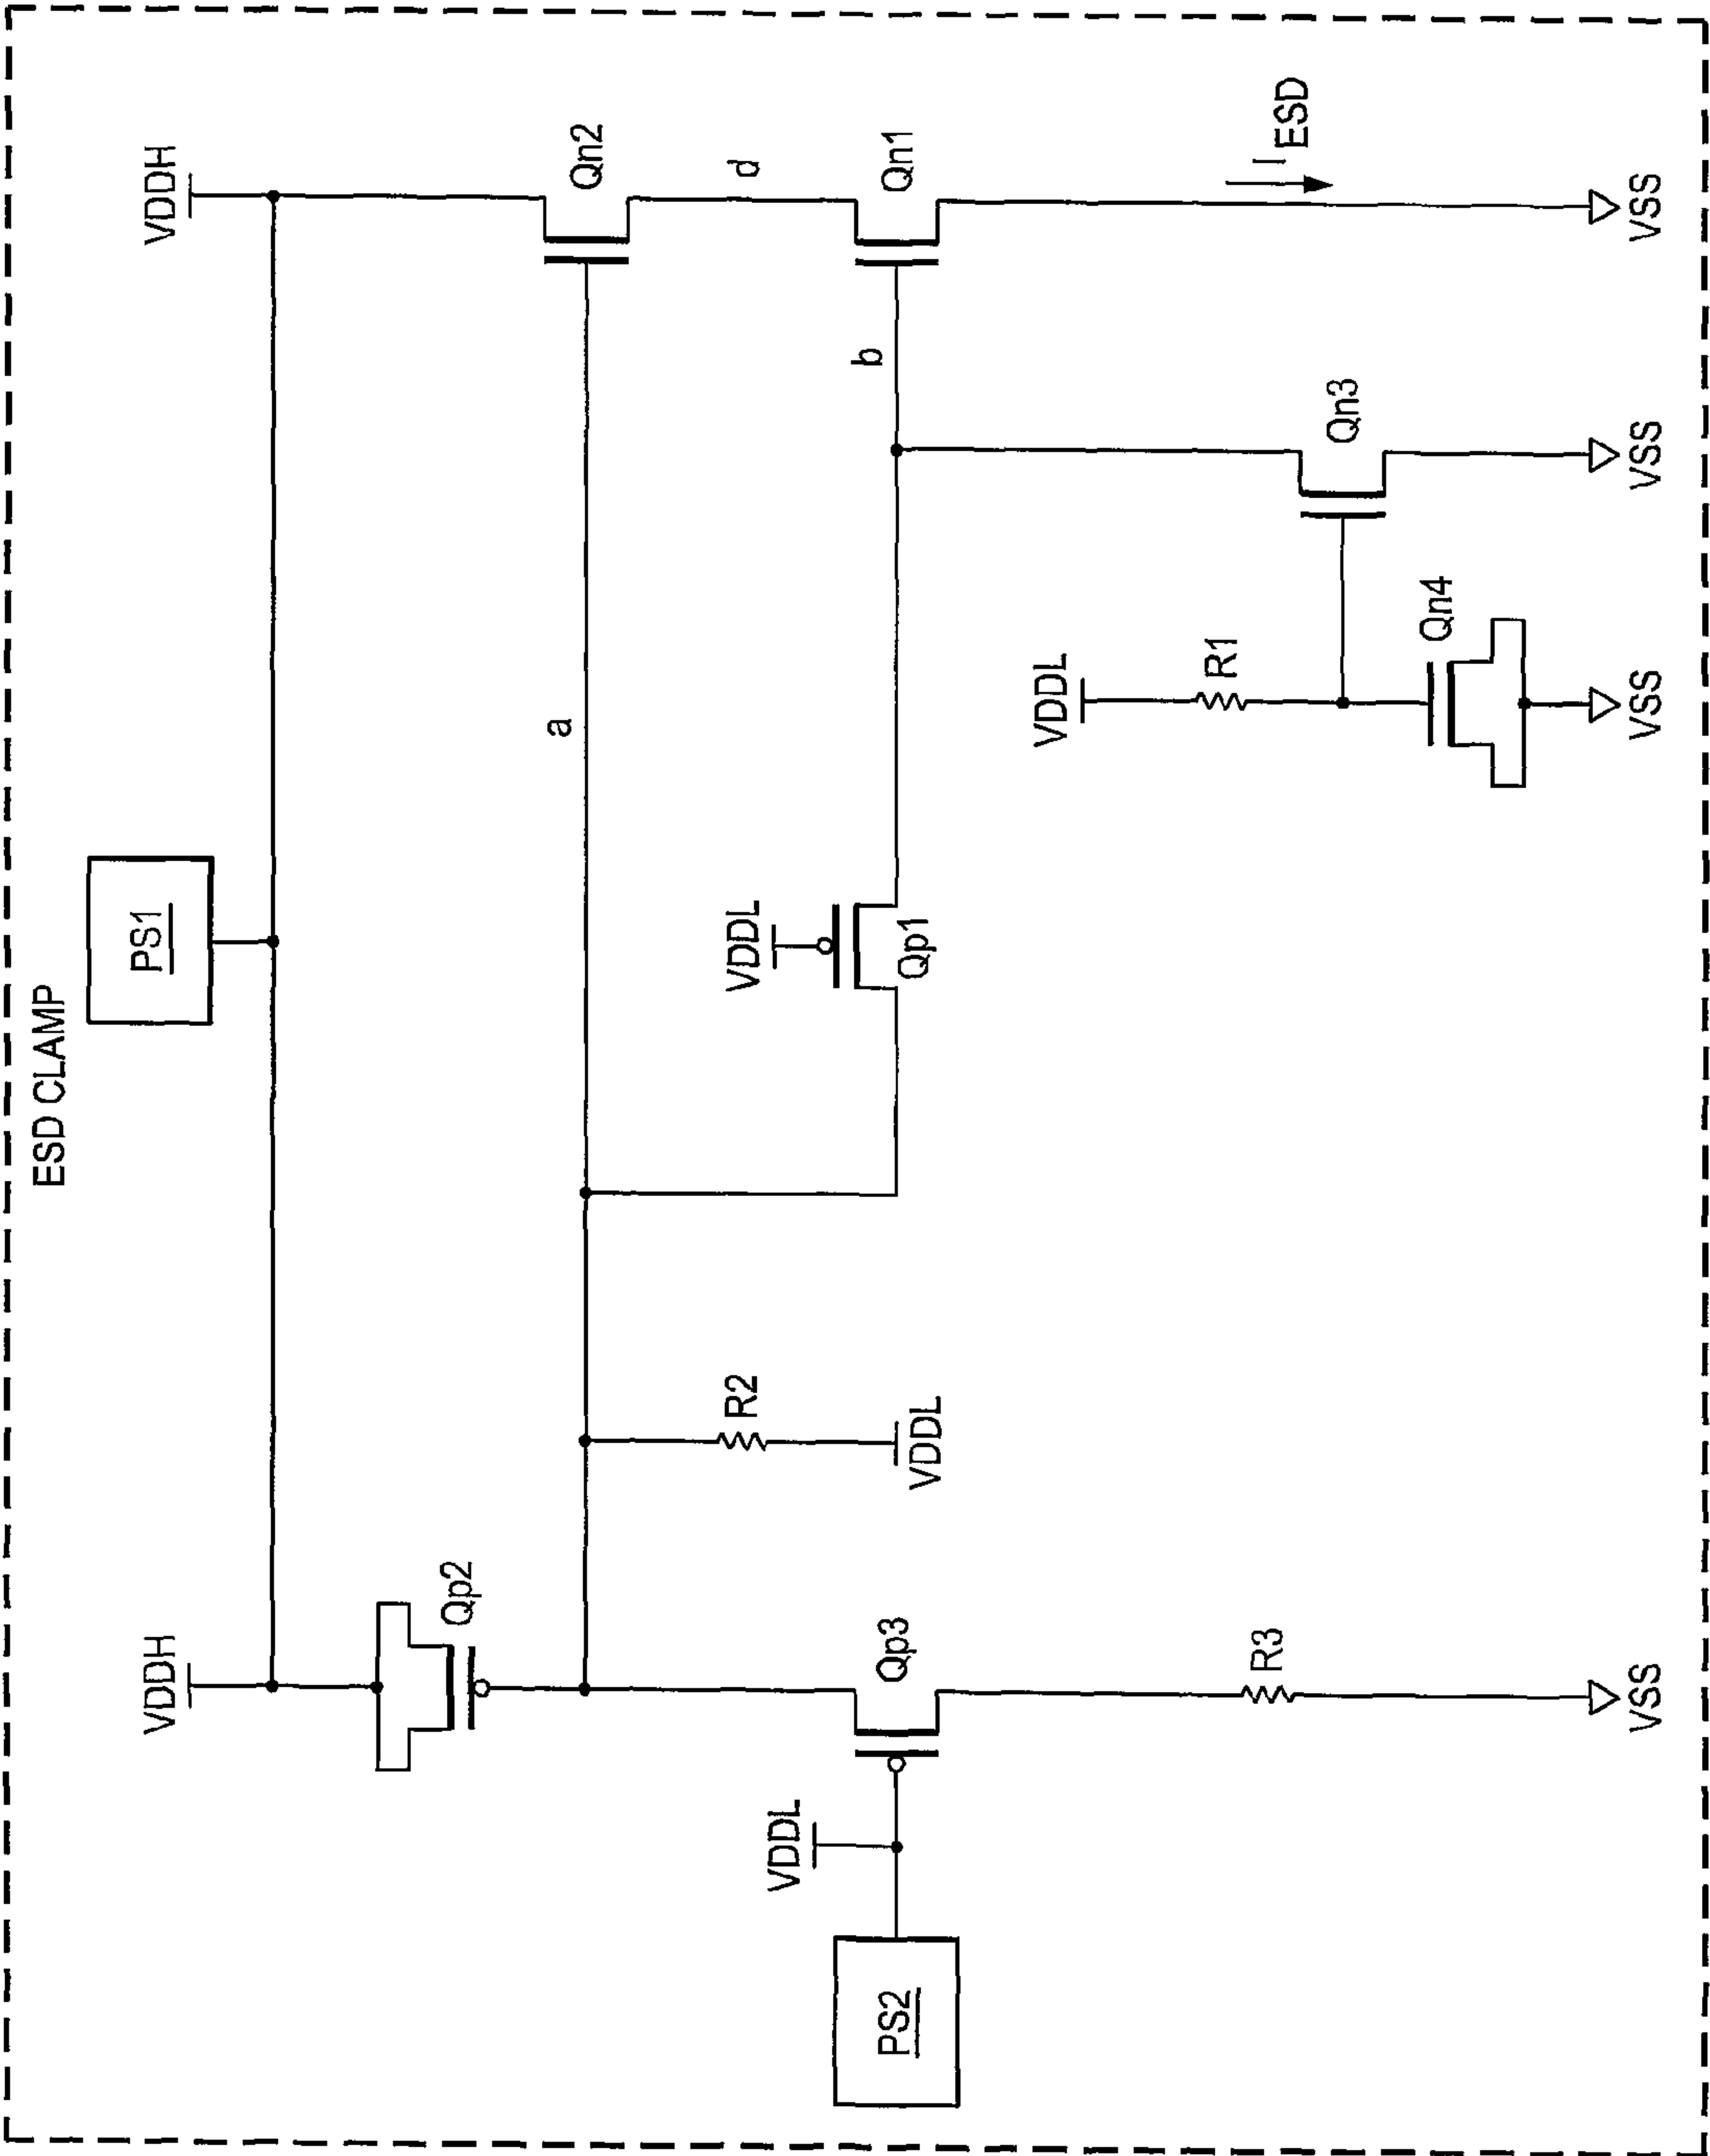 ESD CLAMP
PS1
VDDH
VDDH
Qp2
Qn2
a
d
R2
VDDL
VDDL
Qp1
b
Qn1
PS2
VDDL
Qp3
VDDL
R1
Qn3
Qn4
I ESD
R3
VSS
VSS
VSS
VSS